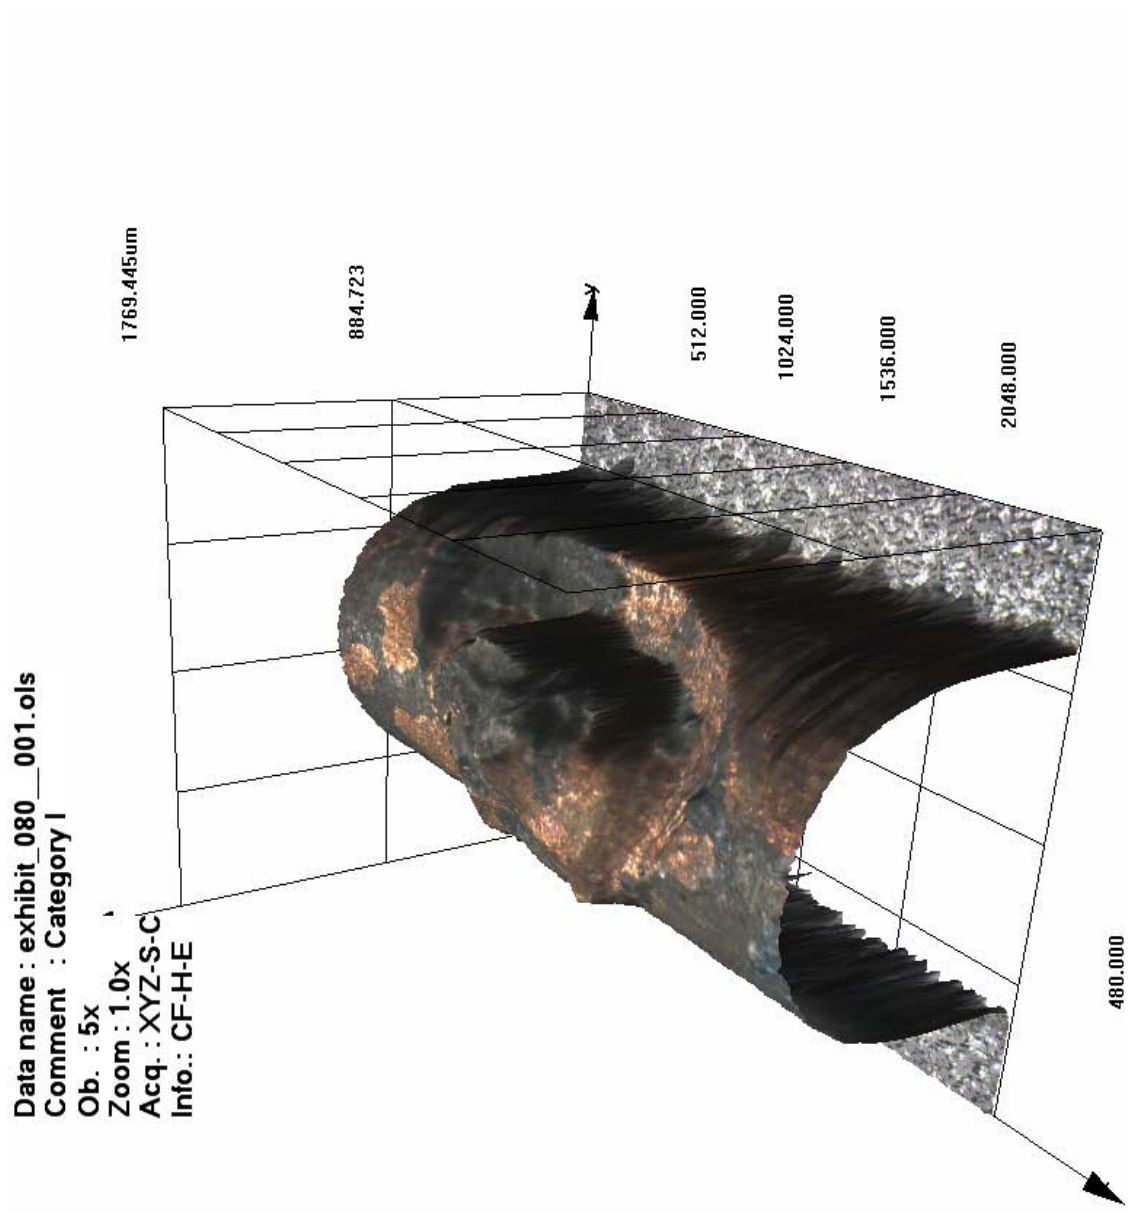 Data name : exhibit_080__001.ols
Comment : Category I
Ob. : 5x
Zoom : 1.0x
Acq. : XYZ-S-C
Info.: CF-H-E
1769.445um
884.723
y
512.000
1024.000
1536.000
2048.000
480.000